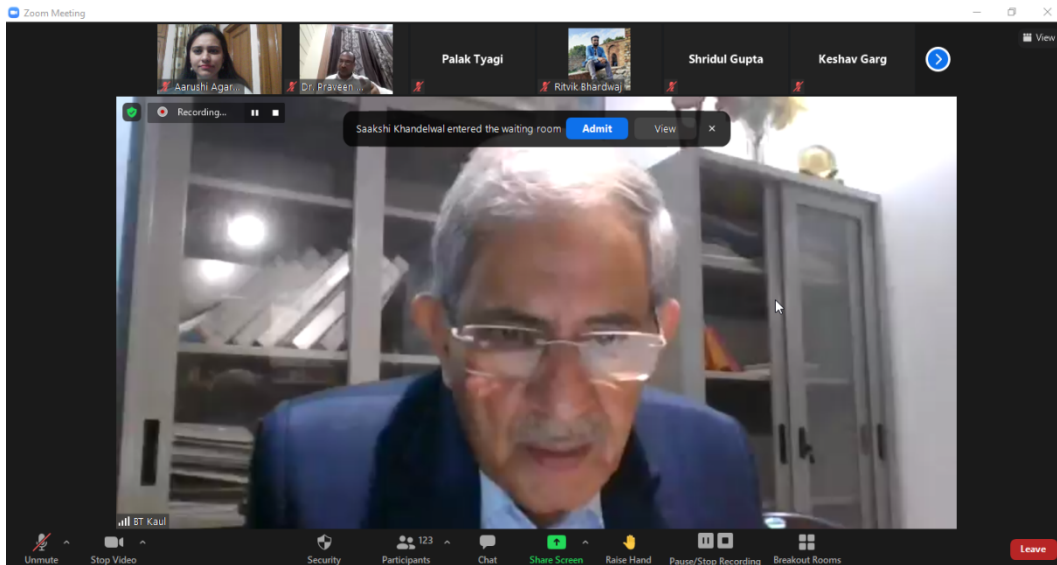 Zoom Meeting
View
Palak Tyagi
Shridul Gupta
Keshav Garg
Aarushi Agar...
Dr. Praveen ...
Ritvik Bhardwaj
Recording...
Saakshi Khandelwal entered the waiting room
Admit
View
BT Kaul
Unmute
Stop Video
Security
Participants
123
Chat
Share Screen
Raise Hand
Pause/Stop Recording
Breakout Rooms
Leave